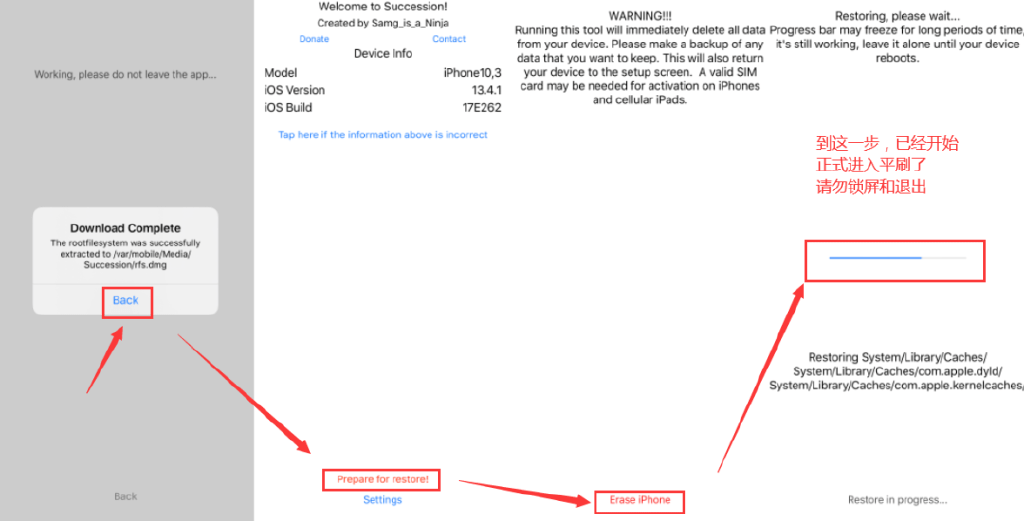 Working, please do not leave the app...
Download Complete
The rootfilesystem was successfully
extracted to /var/mobile/Media/
Succession/rfs.dmg
Back
Back
Welcome to Succession!
Created by Samg_is_a_Ninja
Donate
Contact
Device Info
Model iPhone10,3
iOS Version 13.4.1
iOS Build 17E262
Tap here if the information above is incorrect
Prepare for restore!
Settings
WARNING!!!
Running this tool will immediately delete all data
from your device. Please make a backup of any
data that you want to keep. This will also return
your device to the setup screen. A valid SIM
card may be needed for activation on iPhones
and cellular iPads.
Erase iPhone
Restoring, please wait...
Progress bar may freeze for long periods of time,
it's still working, leave it alone until your device
reboots.
到这一步，已经开始
正式进入平刷了
请勿锁屏和退出
Restoring System/Library/Caches/
System/Library/Caches/com.apple.dyld/
System/Library/Caches/com.apple.kernelcaches/
Restore in progress...